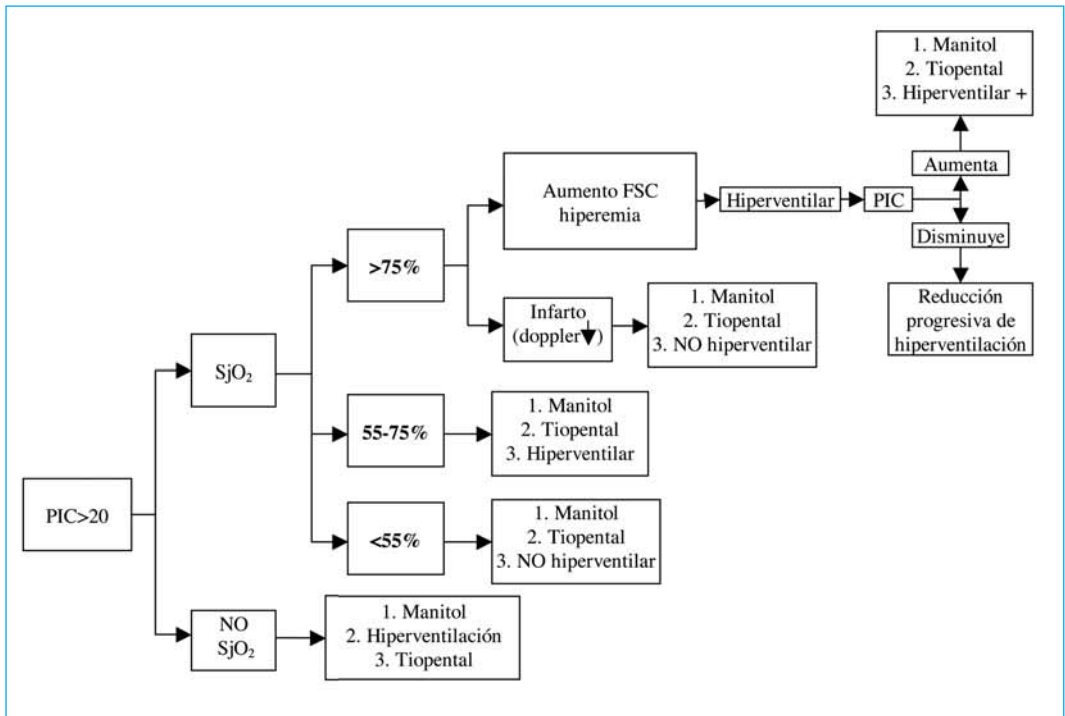 1. Manitol
2. Tiopental
3. Hiperventilar +
Aumenta
Aumento FSC
hiperemia
Hiperventilar
PIC
Disminuye
Reducción
progresiva de
hiperventilación
>75%
Infarto
(doppler▼)
1. Manitol
2. Tiopental
3. NO hiperventilar
SjO₂
55-75%
1. Manitol
2. Tiopental
3. Hiperventilar
PIC>20
<55%
1. Manitol
2. Tiopental
3. NO hiperventilar
NO
SjO₂
1. Manitol
2. Hiperventilación
3. Tiopental